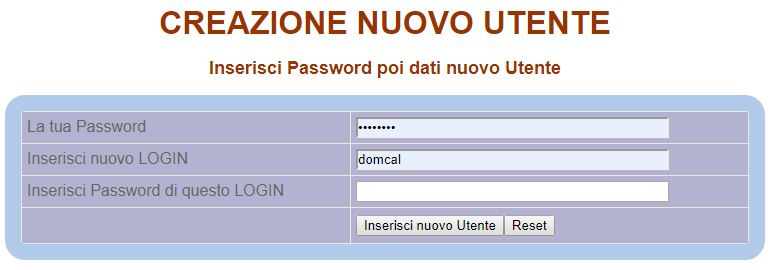 CREAZIONE NUOVO UTENTE
Inserisci Password poi dati nuovo Utente
La tua Password ••••••••
Inserisci nuovo LOGIN domcal
Inserisci Password di questo LOGIN
Inserisci nuovo Utente Reset